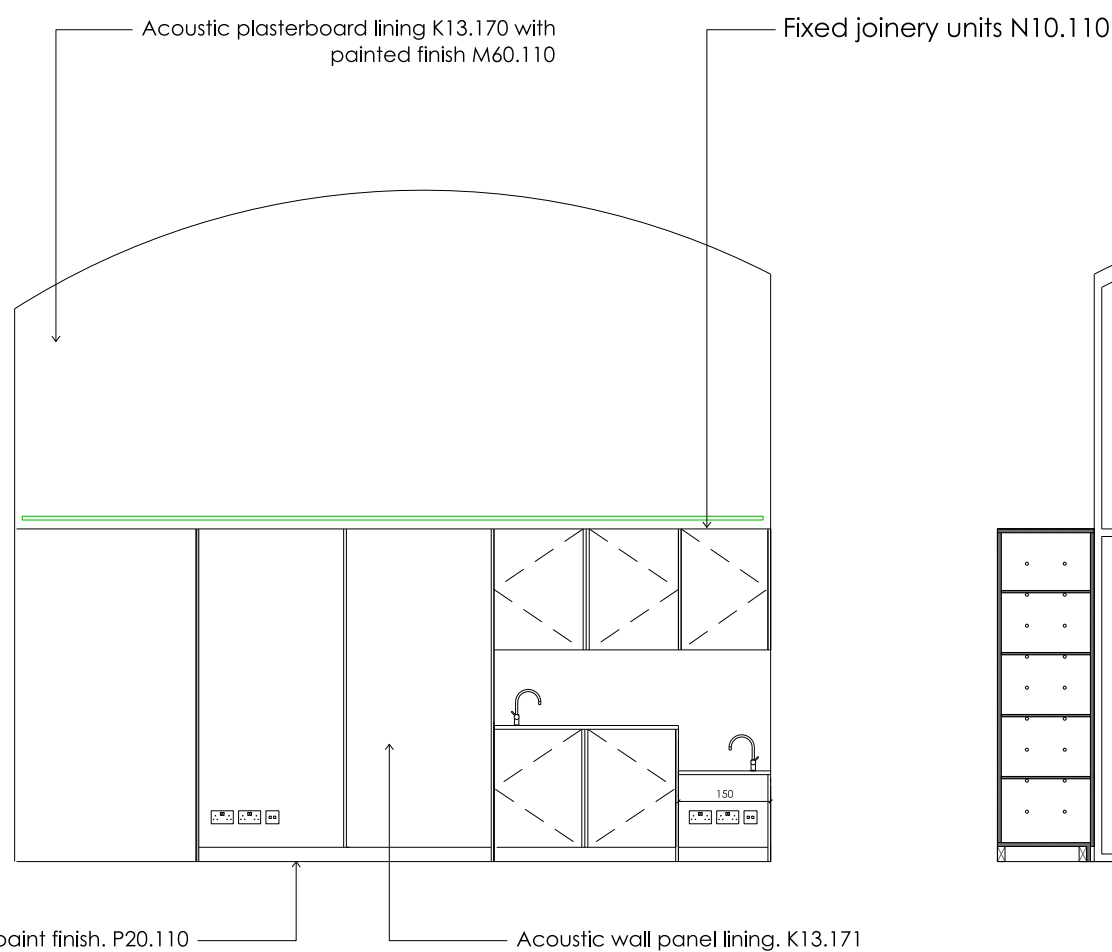 Acoustic plasterboard lining K13.170 with
painted finish M60.110
Fixed joinery units N10.110
150
paint finish. P20.110
Acoustic wall panel lining. K13.171